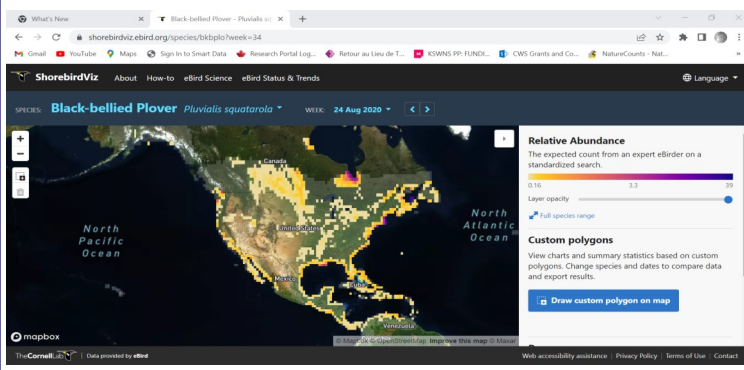 What's New
Black-bellied Plover - Pluvialis squ
shorebirdviz.ebird.org/species/bkbplo?week=34
Gmail YouTube Maps Sign In to Smart Data Research Portal Log... Retour au Lieu de T... KSWNS PP: FUNDI... CWS Grants and Co... NatureCounts - Nat...
ShorebirdViz About How-to eBird Science eBird Status & Trends Language
SPECIES: Black-bellied Plover Pluvialis squatarola WEEK: 24 Aug 2020
Canada
United States
Mexico
Cuba
Venezuela
North
Pacific
Ocean
North
Atlantic
Ocean
mapbox
© Mapbox © OpenStreetMap Improve this map © Maxar
Relative Abundance
The expected count from an expert eBirder on a
standardized search.
0.16 3.3 39
Layer opacity
Full species range
Custom polygons
View charts and summary statistics based on custom
polygons. Change species and dates to compare data
and export results.
Draw custom polygon on map
TheCornellLab Data provided by eBird Web accessibility assistance | Privacy Policy | Terms of Use | Contact